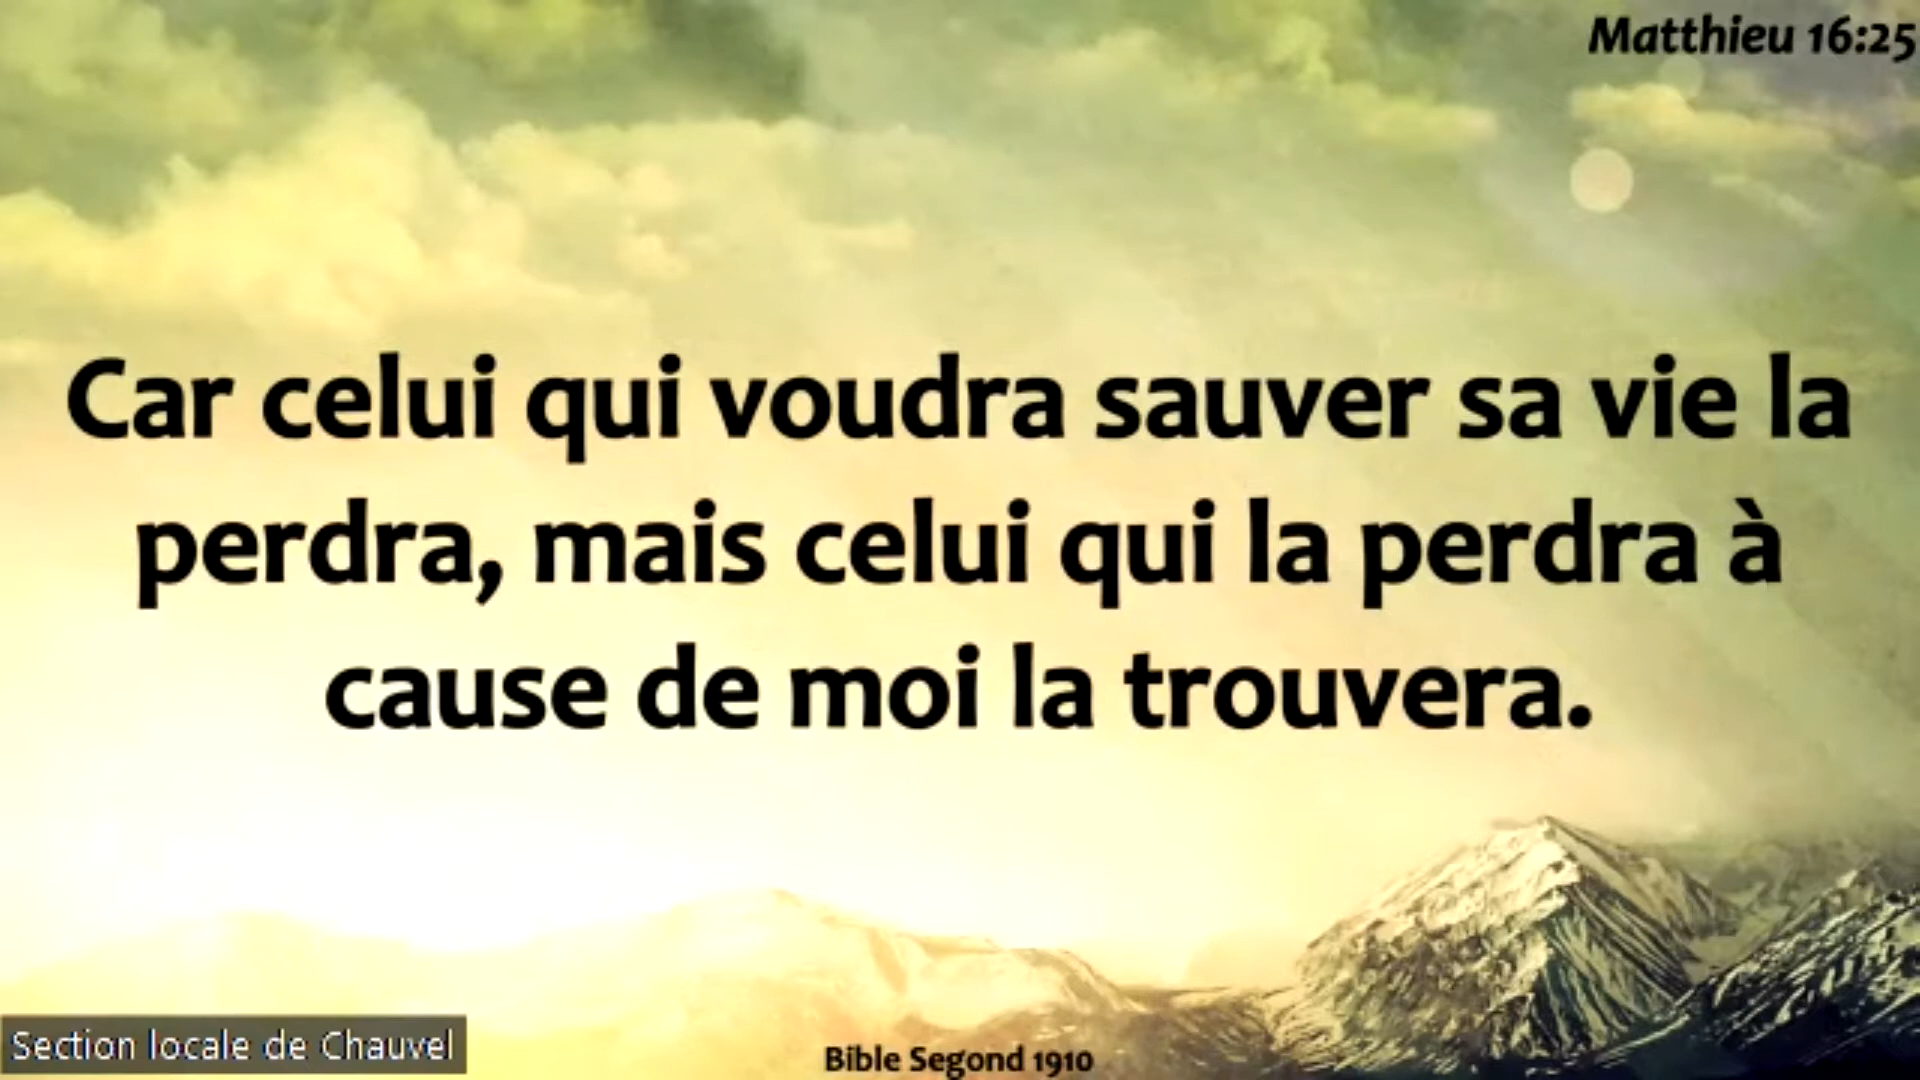 Matthieu 16:25
Car celui qui voudra sauver sa vie la
perdra, mais celui qui la perdra à
cause de moi la trouvera.
Section locale de Chauvel
Bible Segond 1910